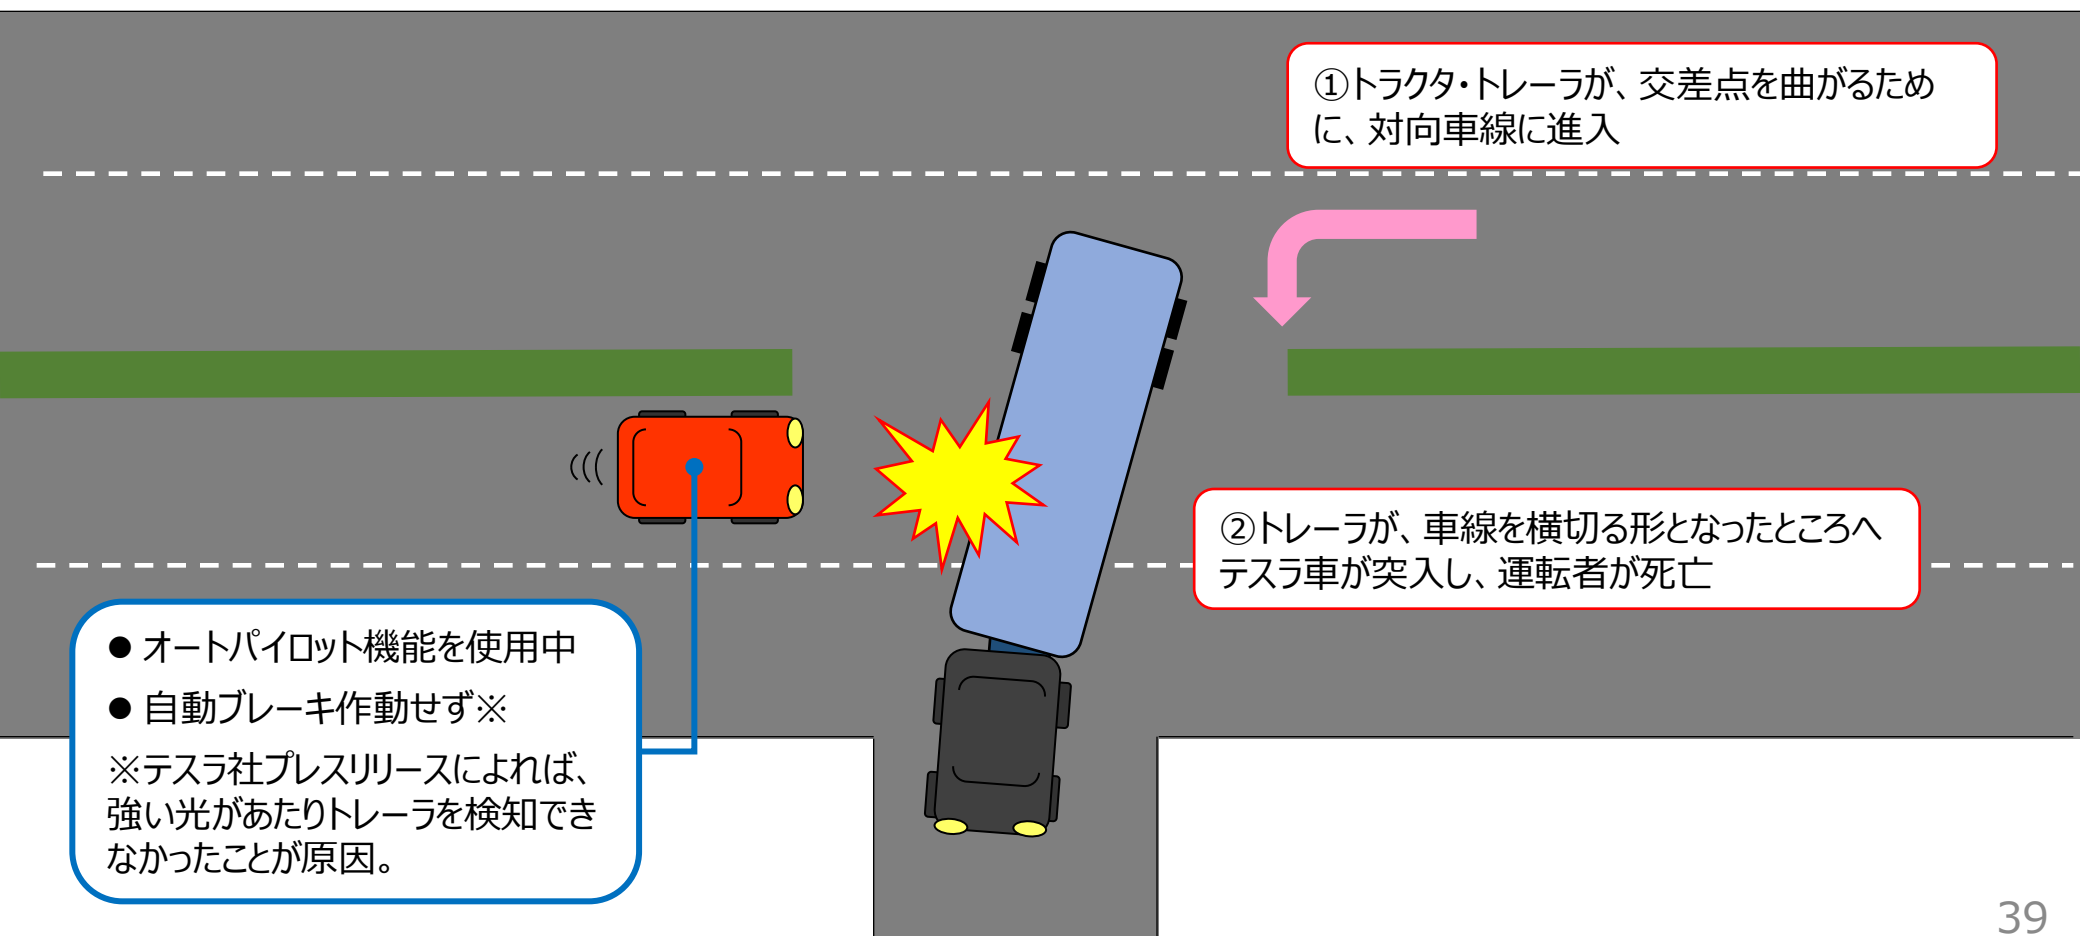 ①トラクタ・トレーラが、交差点を曲がるため
に、対向車線に進入
②トレーラが、車線を横切る形となったところへ
テスラ車が突入し、運転者が死亡
● オートパイロット機能を使用中
● 自動ブレーキ作動せず※
※テスラ社プレスリリースによれば、
強い光があたりトレーラを検知でき
なかったことが原因。
39